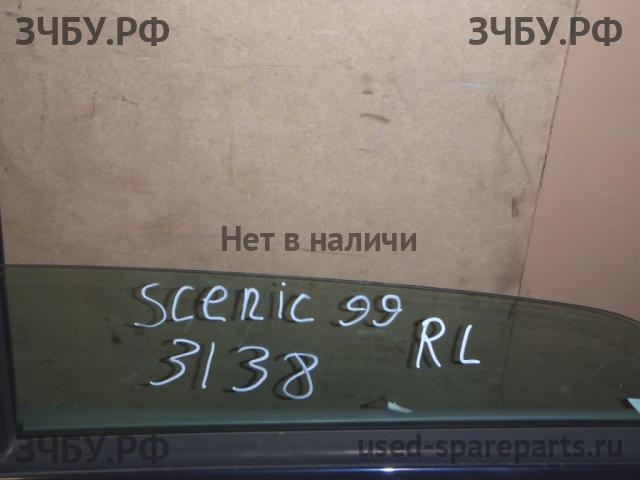 ЗЧБУ.РФ ЗЧБУ.РФ
Нет в наличи
Scenic 99 RL
3138
ЗЧБУ.РФ used-spareparts.ru